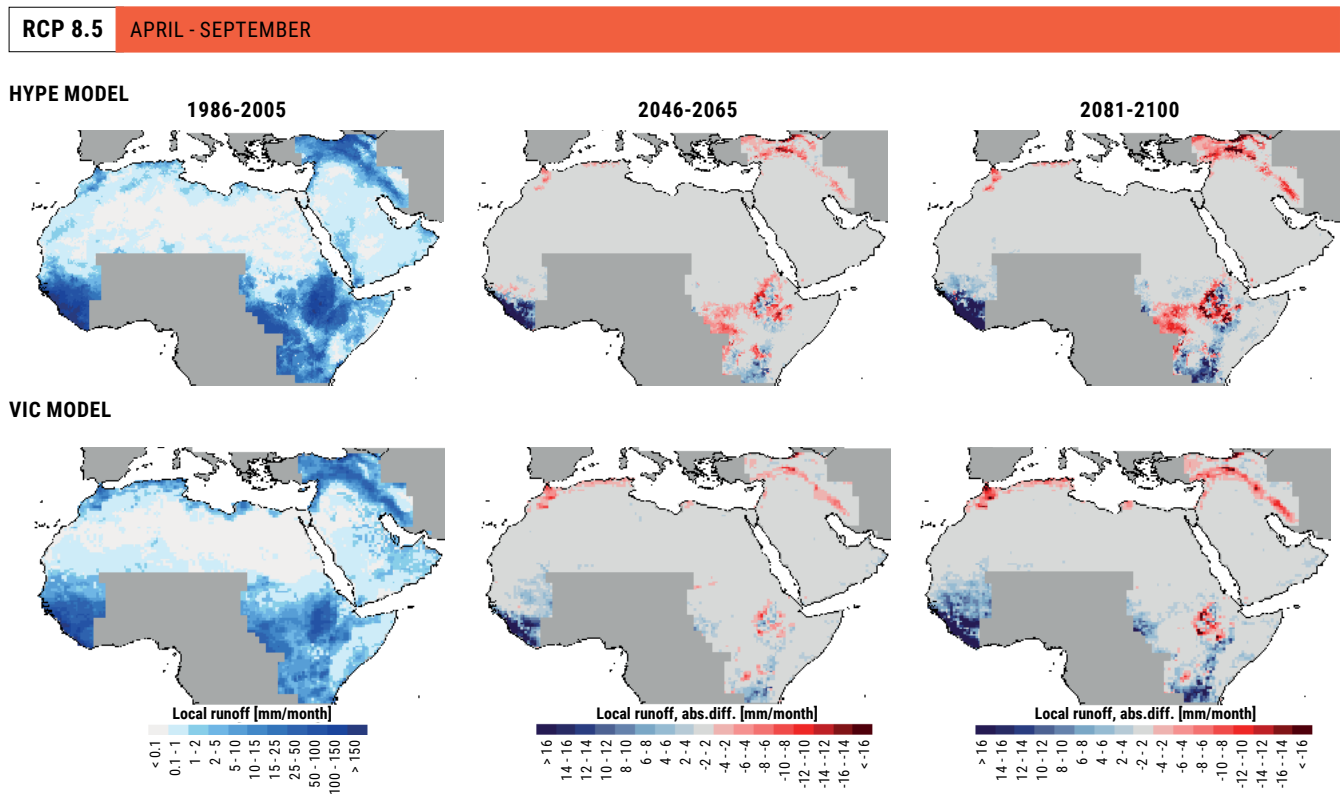 RCP 8.5 APRIL - SEPTEMBER
HYPE MODEL
1986-2005 2046-2065 2081-2100
VIC MODEL
Local runoff [mm/month] Local runoff, abs.diff. [mm/month] Local runoff, abs.diff. [mm/month]
< 0.1
0.1 - 1
1 - 2
2 - 5
5 - 10
10 - 15
15 - 25
25 - 50
50 - 100
100 - 150
> 150
> 16
14 - 16
12 - 14
10 - 12
8 - 10
6 - 8
4 - 6
2 - 4
-2 - 2
-4 - -2
-6 - -4
-8 - -6
-10 - -8
-12 - -10
-14 - -12
-16 - -14
< -16
> 16
14 - 16
12 - 14
10 - 12
8 - 10
6 - 8
4 - 6
2 - 4
-2 - 2
-4 - -2
-6 - -4
-8 - -6
-10 - -8
-12 - -10
-14 - -12
-16 - -14
< -16